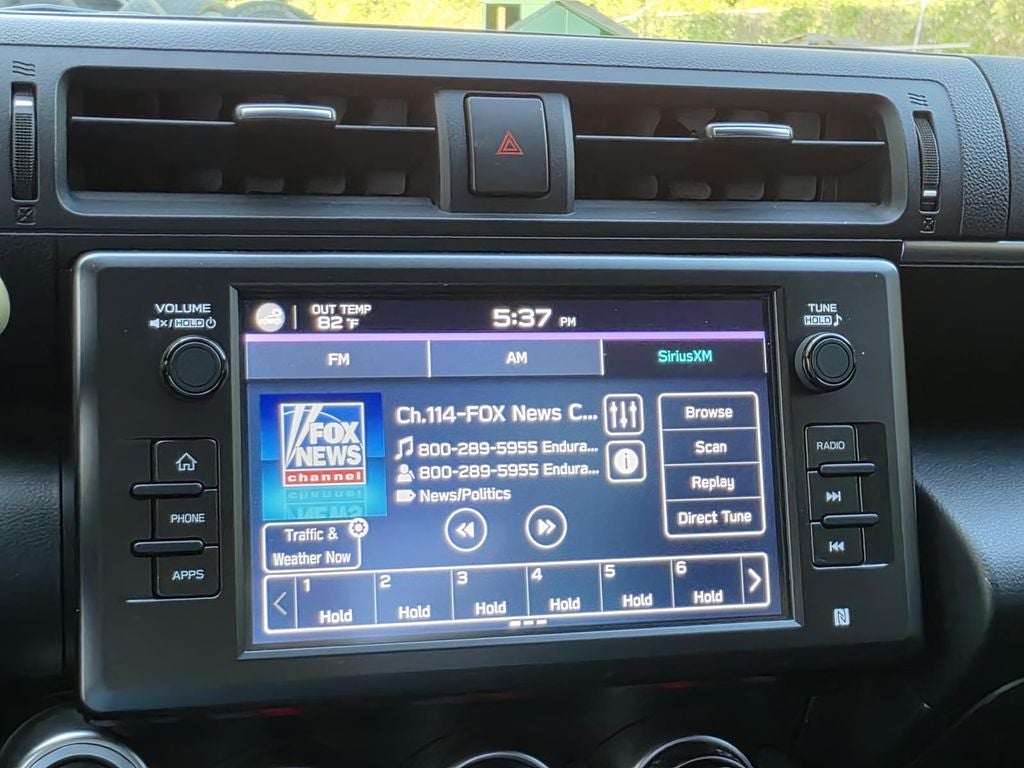 VOLUME
/HOLD
OUT TEMP
82°F
5:37 PM
TUNE
HOLD
FM
AM
SiriusXM
FOX
NEWS
channel
Ch.114-FOX News C...
800-289-5955 Endura...
800-289-5955 Endura...
News/Politics
Browse
Scan
Replay
Direct Tune
Traffic &
Weather Now
1 Hold
2 Hold
3 Hold
4 Hold
5 Hold
6 Hold
PHONE
APPS
RADIO
N